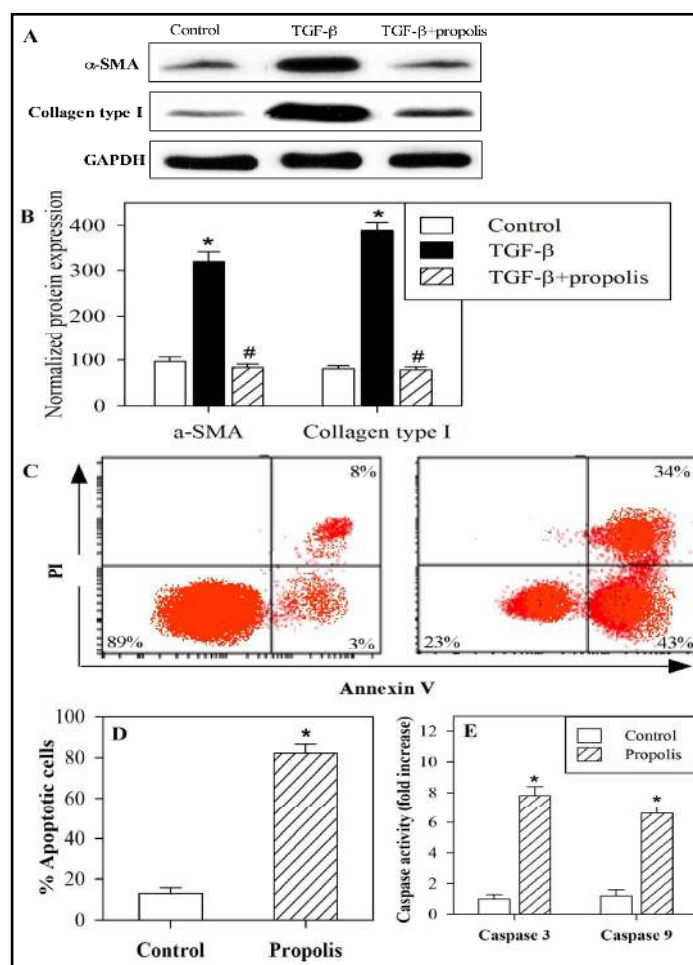 A
Control TGF-β TGF-β+propolis
α-SMA
Collagen type I
GAPDH
B
Normalized protein expression
400
300
200
100
0
* *
# #
Control
TGF-β
TGF-β+propolis
a-SMA Collagen type I
C
PI
8% 34%
89% 3% 23% 43%
Annexin V
D
% Apoptotic cells
100
80
60
40
20
0
*
Control Propolis
E
Caspase activity (fold increase)
12
10
8
6
4
2
0
* *
Control
Propolis
Caspase 3 Caspase 9